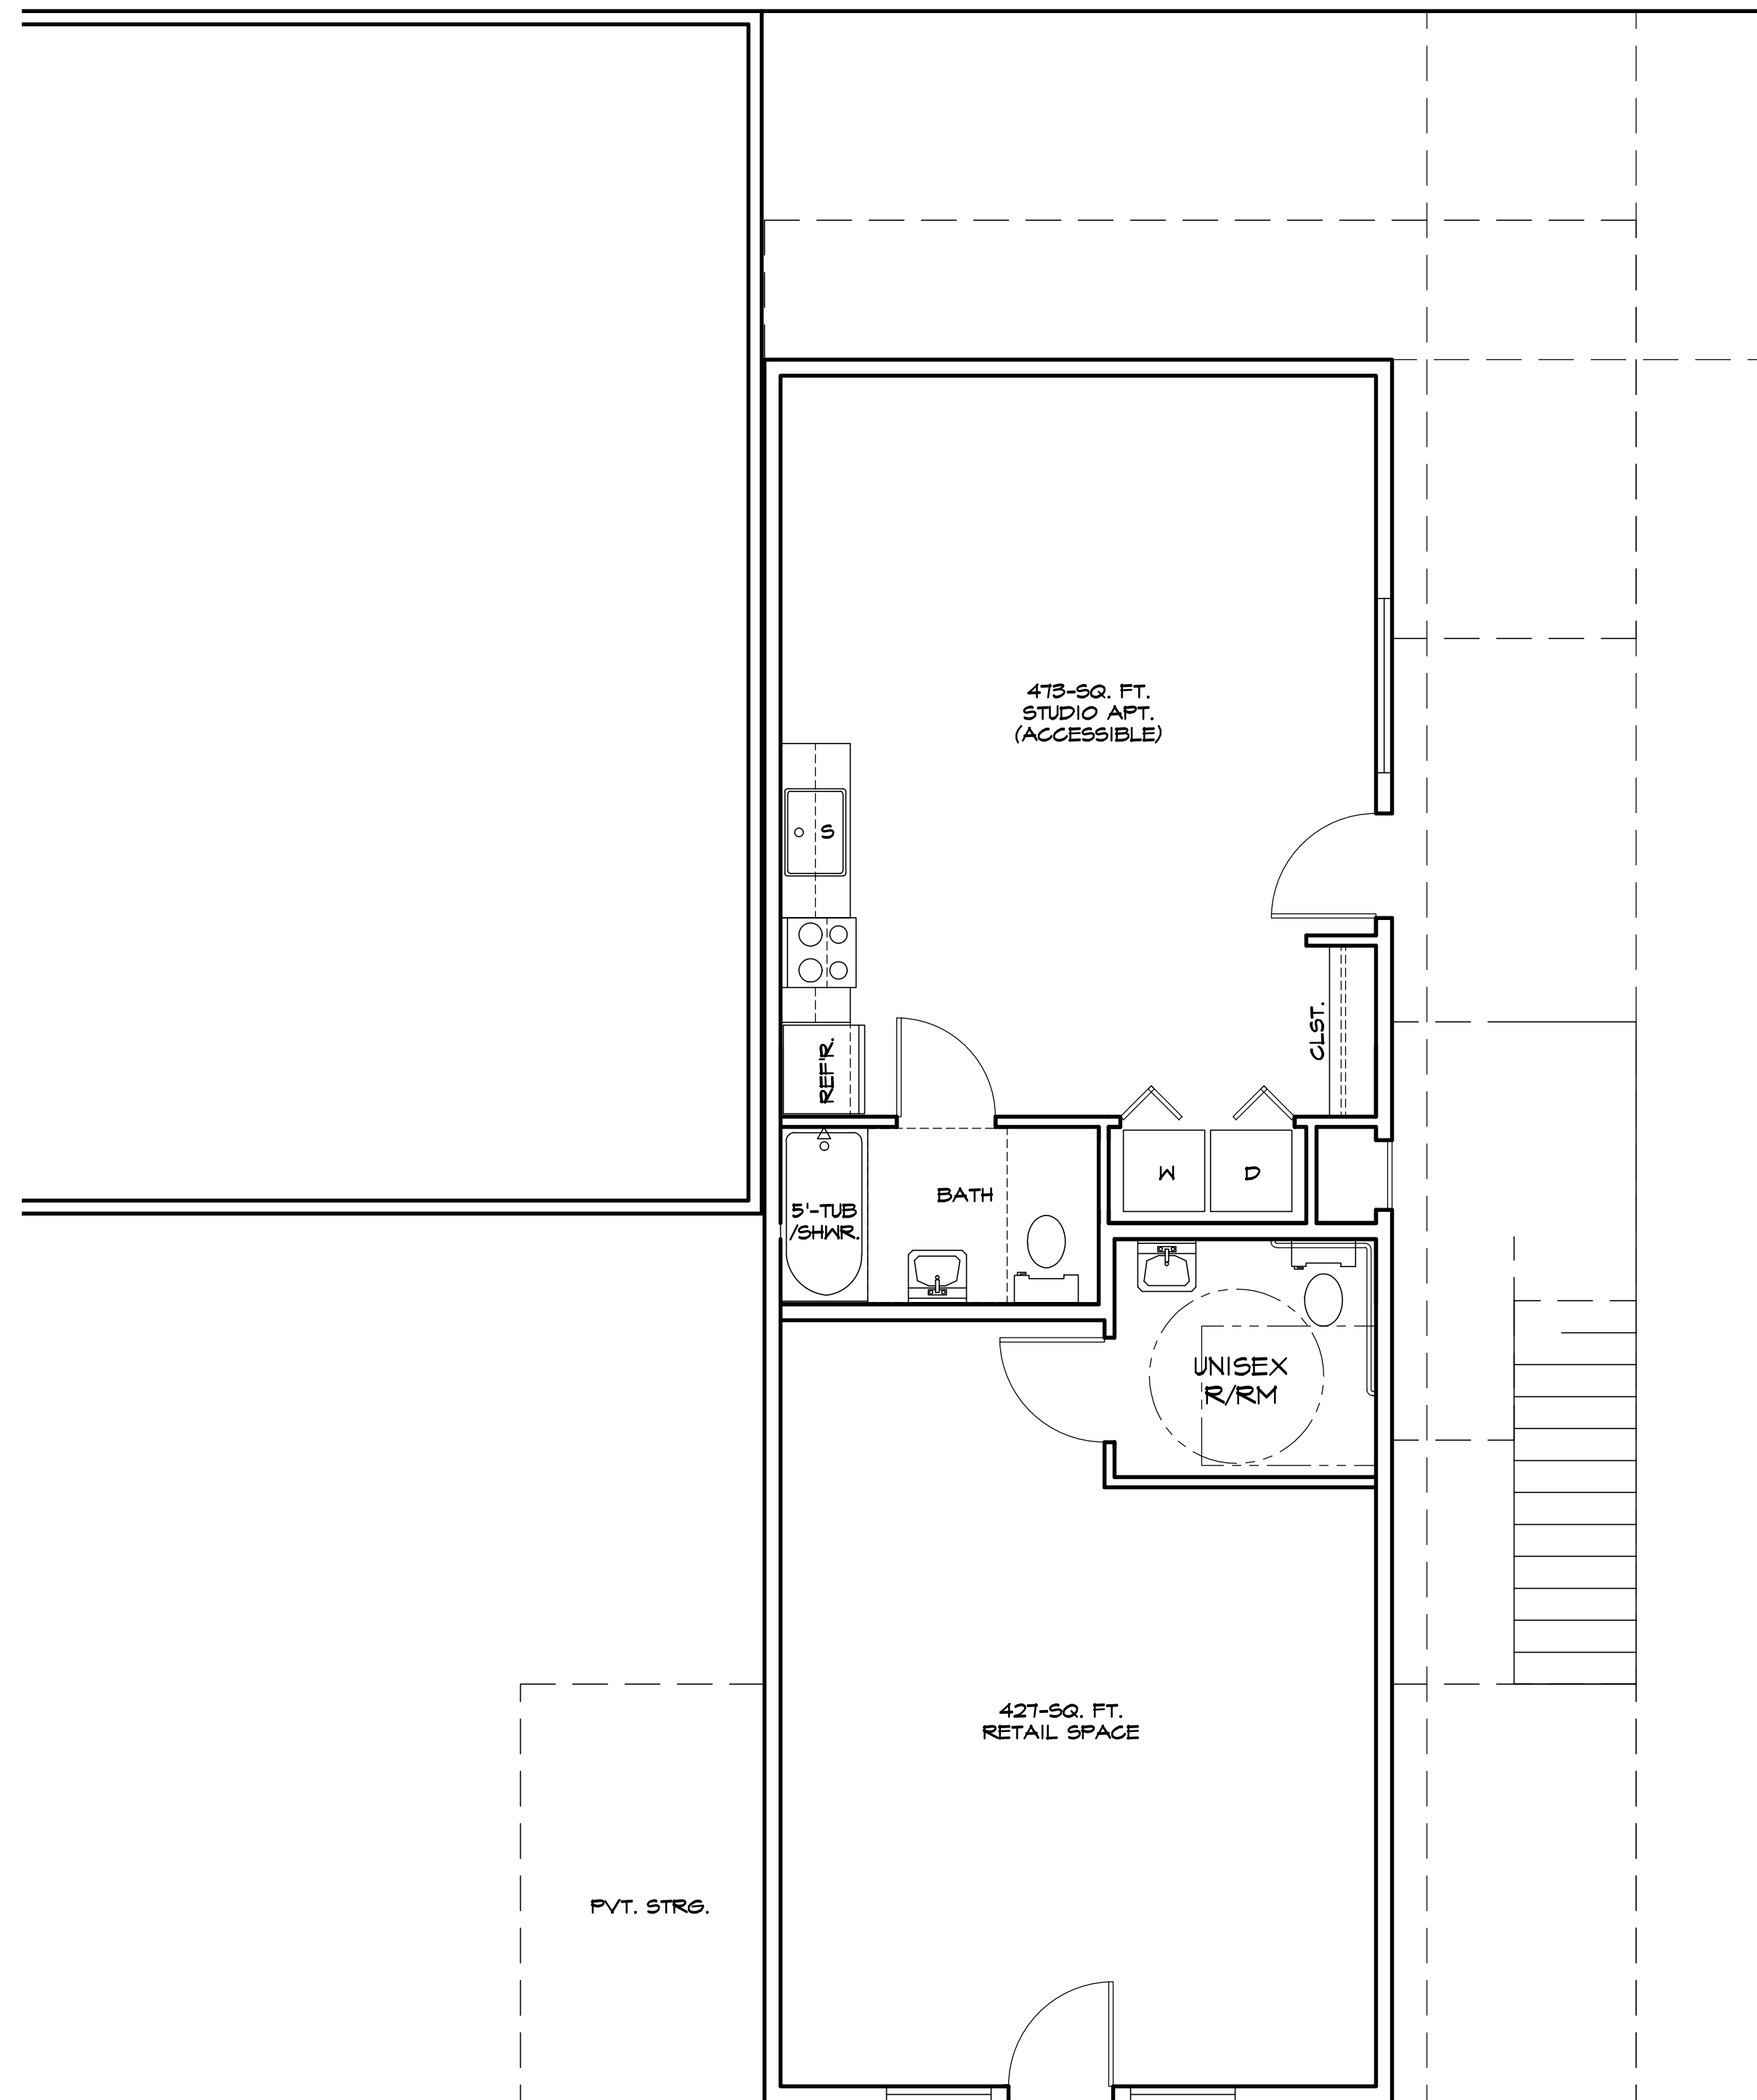 473-SQ. FT.
STUDIO APT.
(ACCESSIBLE)
S
CLST.
REF'R.
W
D
BATH
5'-TUB
/SHWR.
UNISEX
R/RM
427-SQ. FT.
RETAIL SPACE
PVT. STRG.